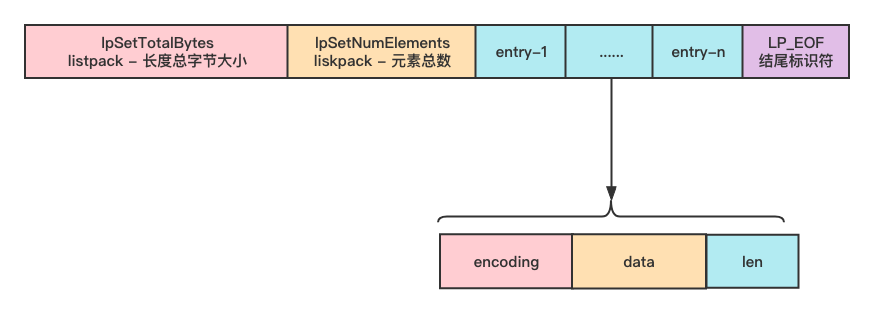 lpSetTotalBytes
listpack - 长度总字节大小
lpSetNumElements
liskpack - 元素总数
entry-1
......
entry-n
LP_EOF
结尾标识符
encoding
data
len